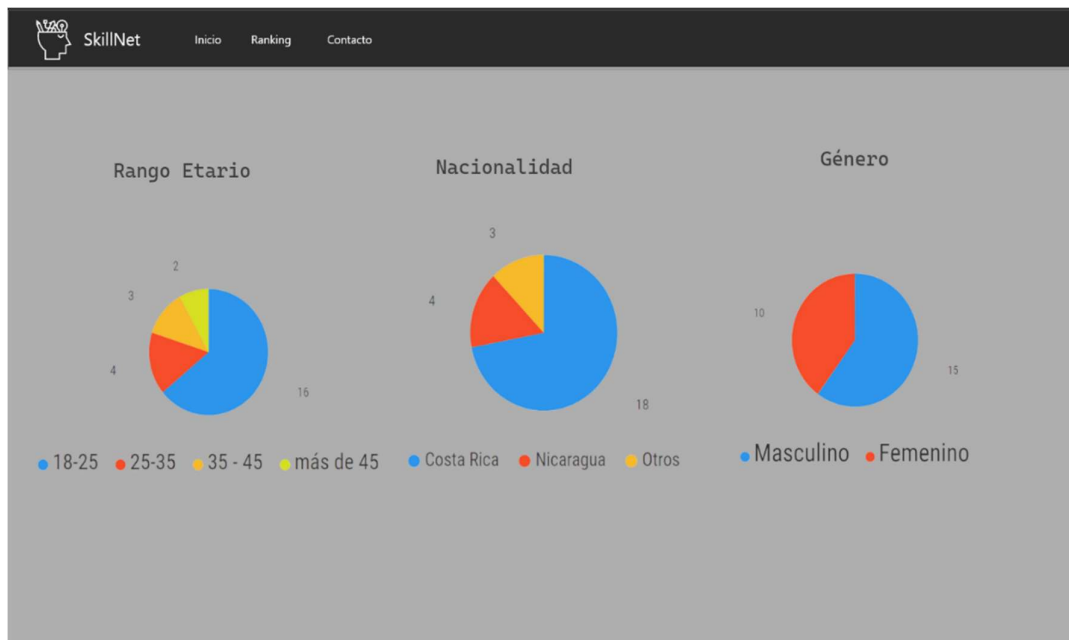 SkillNet Inicio Ranking Contacto
Rango Etario
2
3
4
16
18-25 25-35 35 - 45 más de 45
Nacionalidad
3
4
18
Costa Rica Nicaragua Otros
Género
10
15
Masculino Femenino